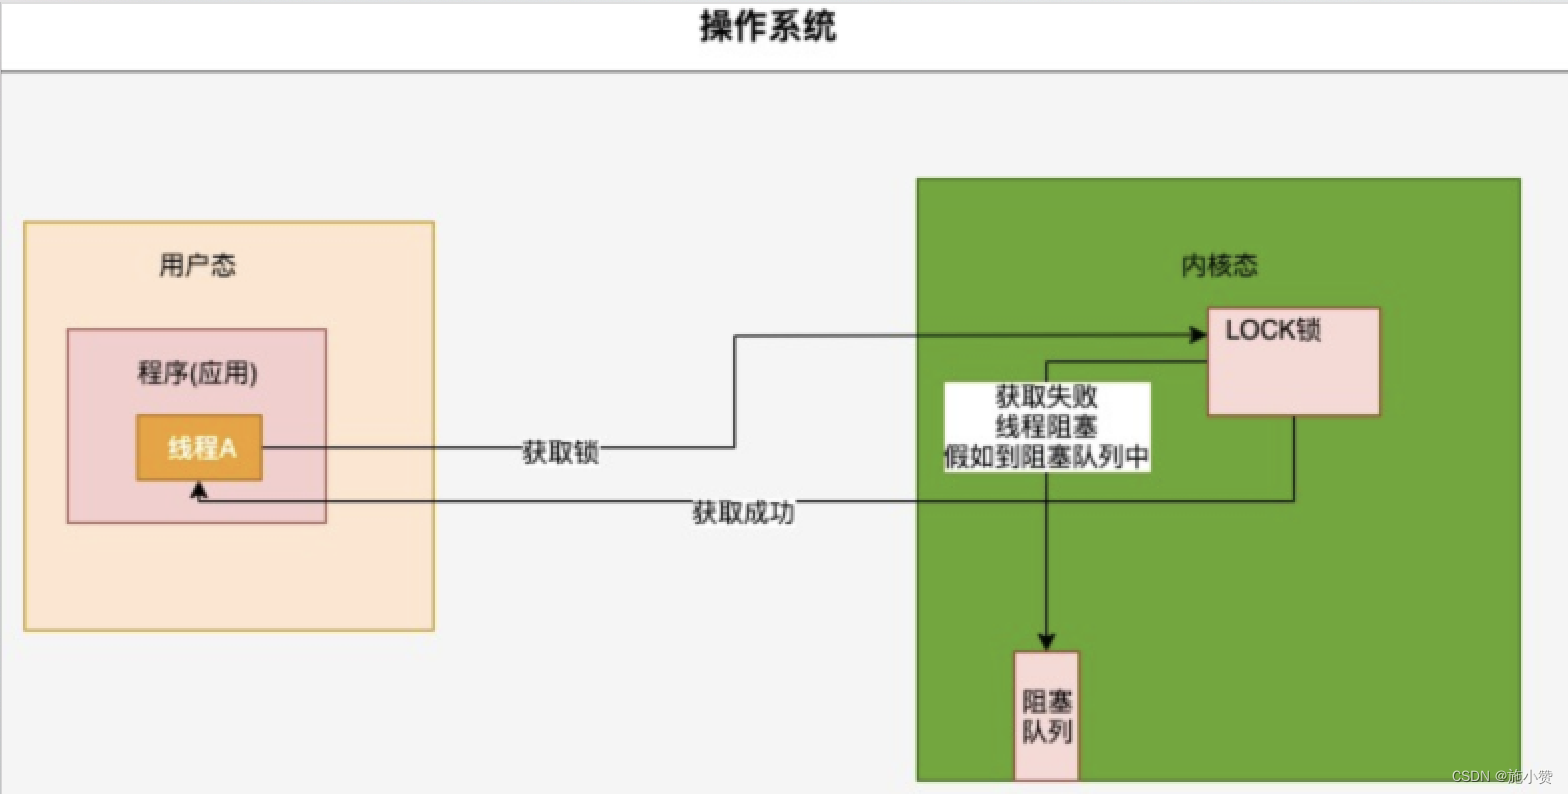 操作系统
用户态
内核态
程序(应用)
线程A
LOCK锁
获取锁
获取失败
线程阻塞
假如到阻塞队列中
获取成功
阻塞
队列
CSDN @施小赞